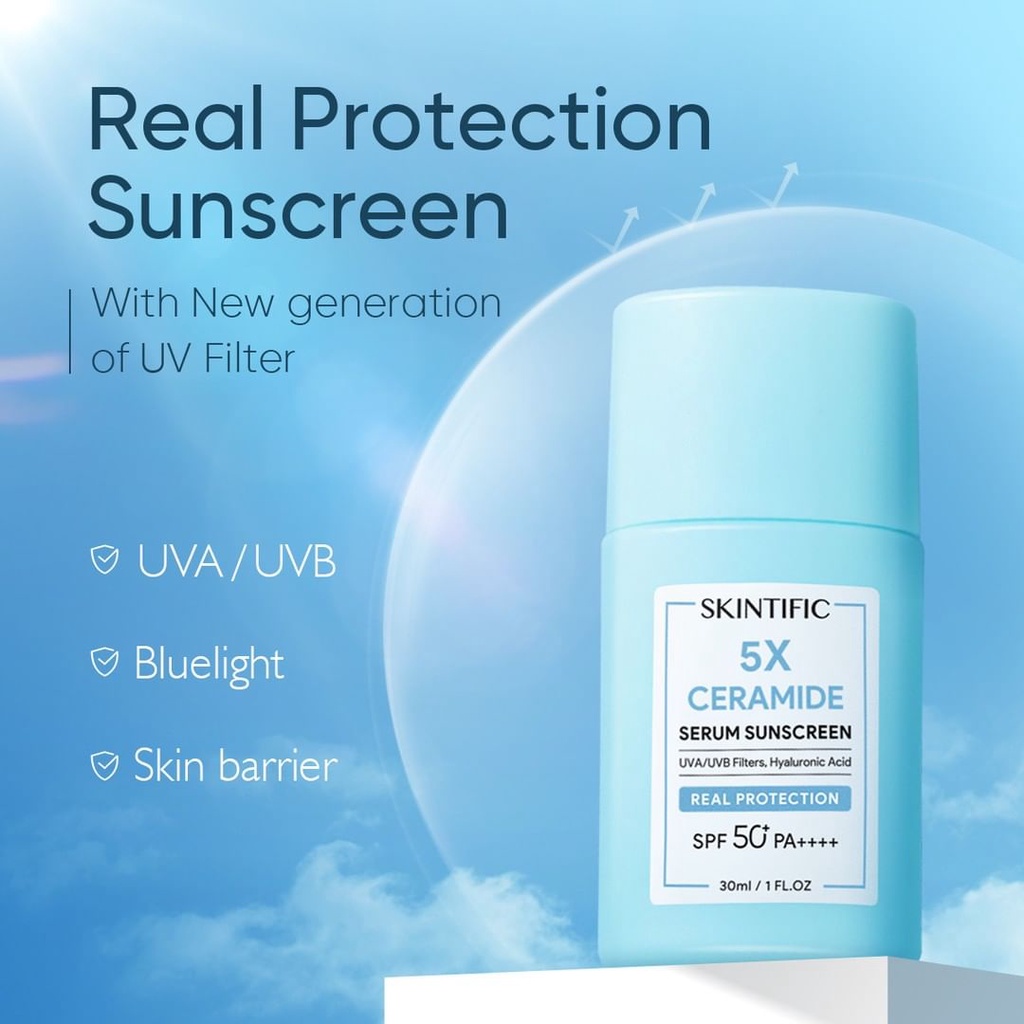 Real Protection
Sunscreen
With New generation
of UV Filter
UVA / UVB
Bluelight
Skin barrier
SKINTIFIC
5X
CERAMIDE
SERUM SUNSCREEN
UVA/UVB Filters, Hyaluronic Acid
REAL PROTECTION
SPF 50+ PA++++
30ml / 1 FL.OZ